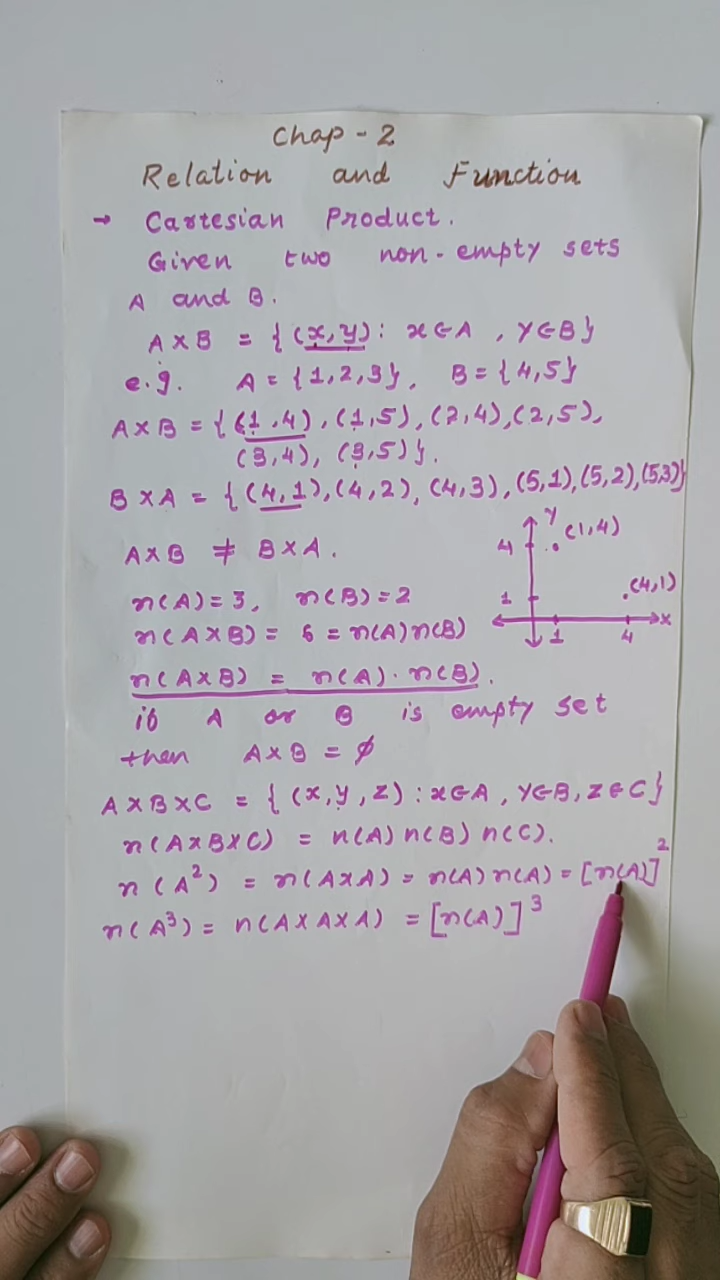 Chap - 2
Relation and Function
→ Cartesian Product.
Given two non-empty sets
A and B.
A × B = { (x, y) : x ∈ A , y ∈ B }
e.g. A = {1,2,3}, B = {4,5}
A × B = { (1,4), (1,5), (2,4), (2,5),
(3,4), (3,5) }.
B × A = { (4,1), (4,2), (4,3), (5,1), (5,2), (5,3) }
A × B ≠ B × A.
Y
(1,4)
4
(4,1)
1
X
1
4
n(A) = 3, n(B) = 2
n(A×B) = 6 = n(A) n(B)
n(A×B) = n(A) · n(B).
if A or B is empty set
then A × B = ϕ
A×B×C = { (x, y, z) : x ∈ A , y ∈ B, z ∈ C }
n(A×B×C) = n(A) n(B) n(C).
n(A²) = n(A×A) = n(A) n(A) = [n(A)]²
n(A³) = n(A×A×A) = [n(A)]³